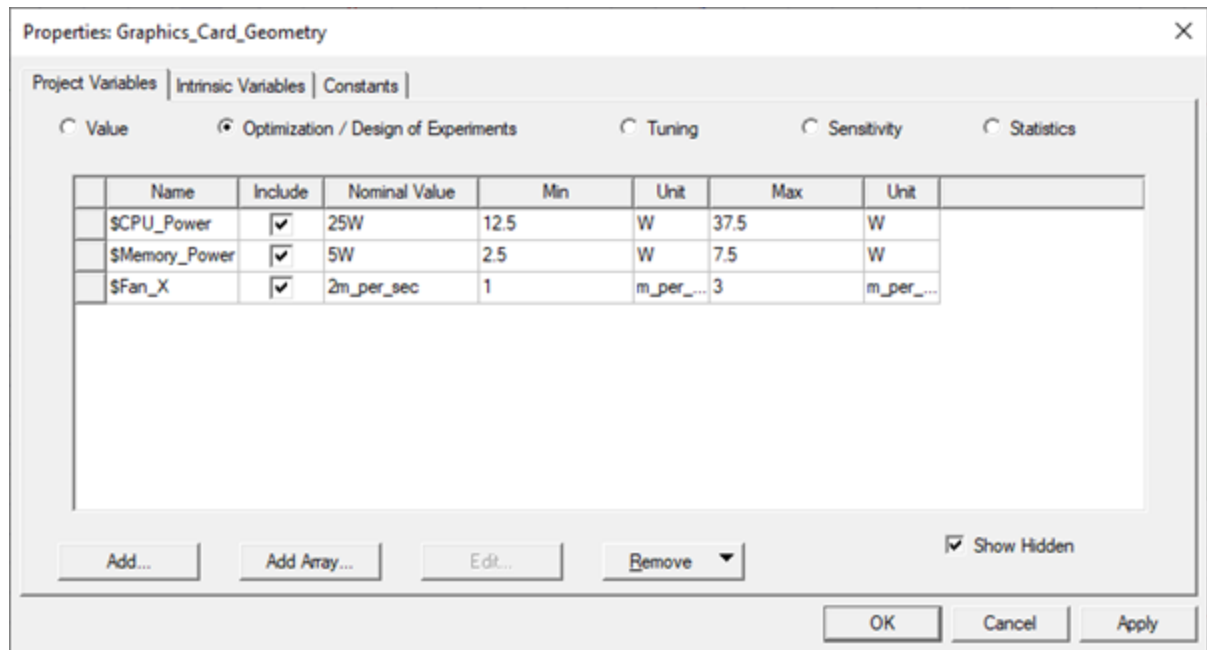 Properties: Graphics_Card_Geometry
Project Variables Intrinsic Variables Constants
Value Optimization / Design of Experiments Tuning Sensitivity Statistics
Name Include Nominal Value Min Unit Max Unit
$CPU_Power 25W 12.5 W 37.5 W
$Memory_Power 5W 2.5 W 7.5 W
$Fan_X 2m_per_sec 1 m_per_... 3 m_per_...
Show Hidden
Add... Add Array... Edit... Remove
OK Cancel Apply